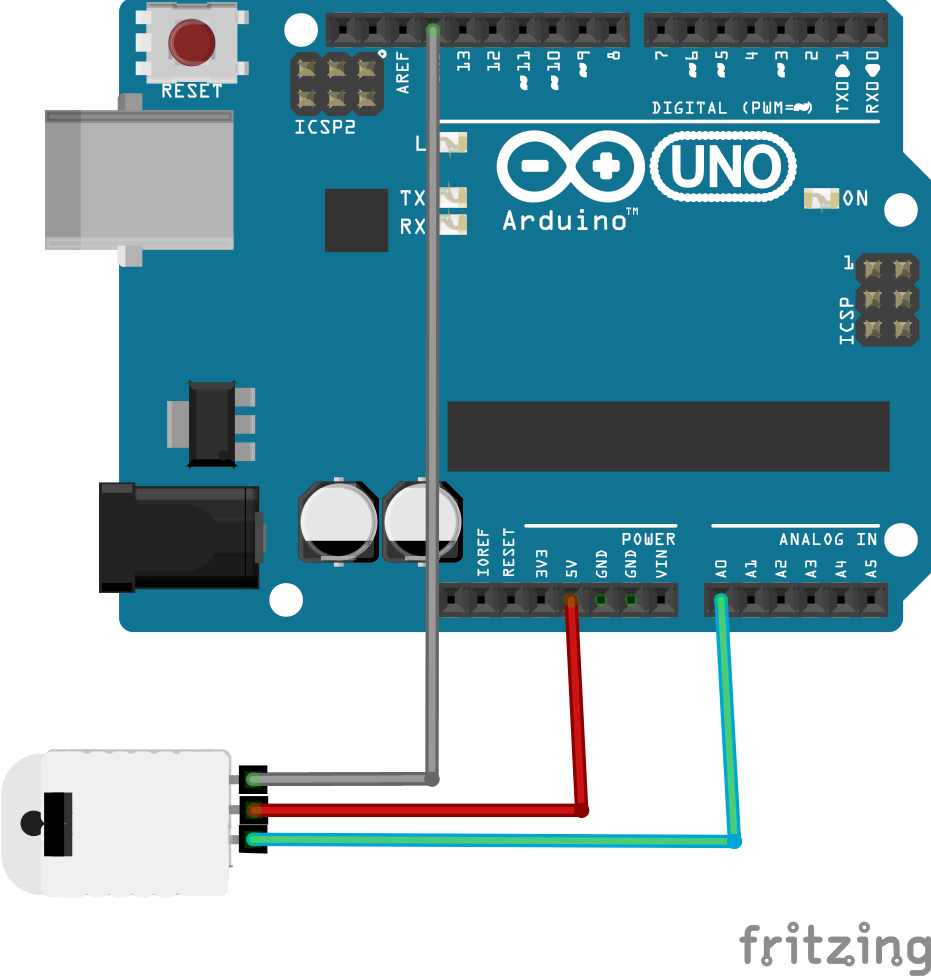 RESET
ICSP2
AREF
13
12
~11
~10
~9
8
7
~6
~5
4
~3
2
TX0▶1
RX0◀0
DIGITAL (PWM=~)
L
TX
RX
UNO
Arduino™
ON
1
ICSP
IOREF
RESET
3V3
5V
GND
GND
VIN
POWER
A0
A1
A2
A3
A4
A5
ANALOG IN
fritzing